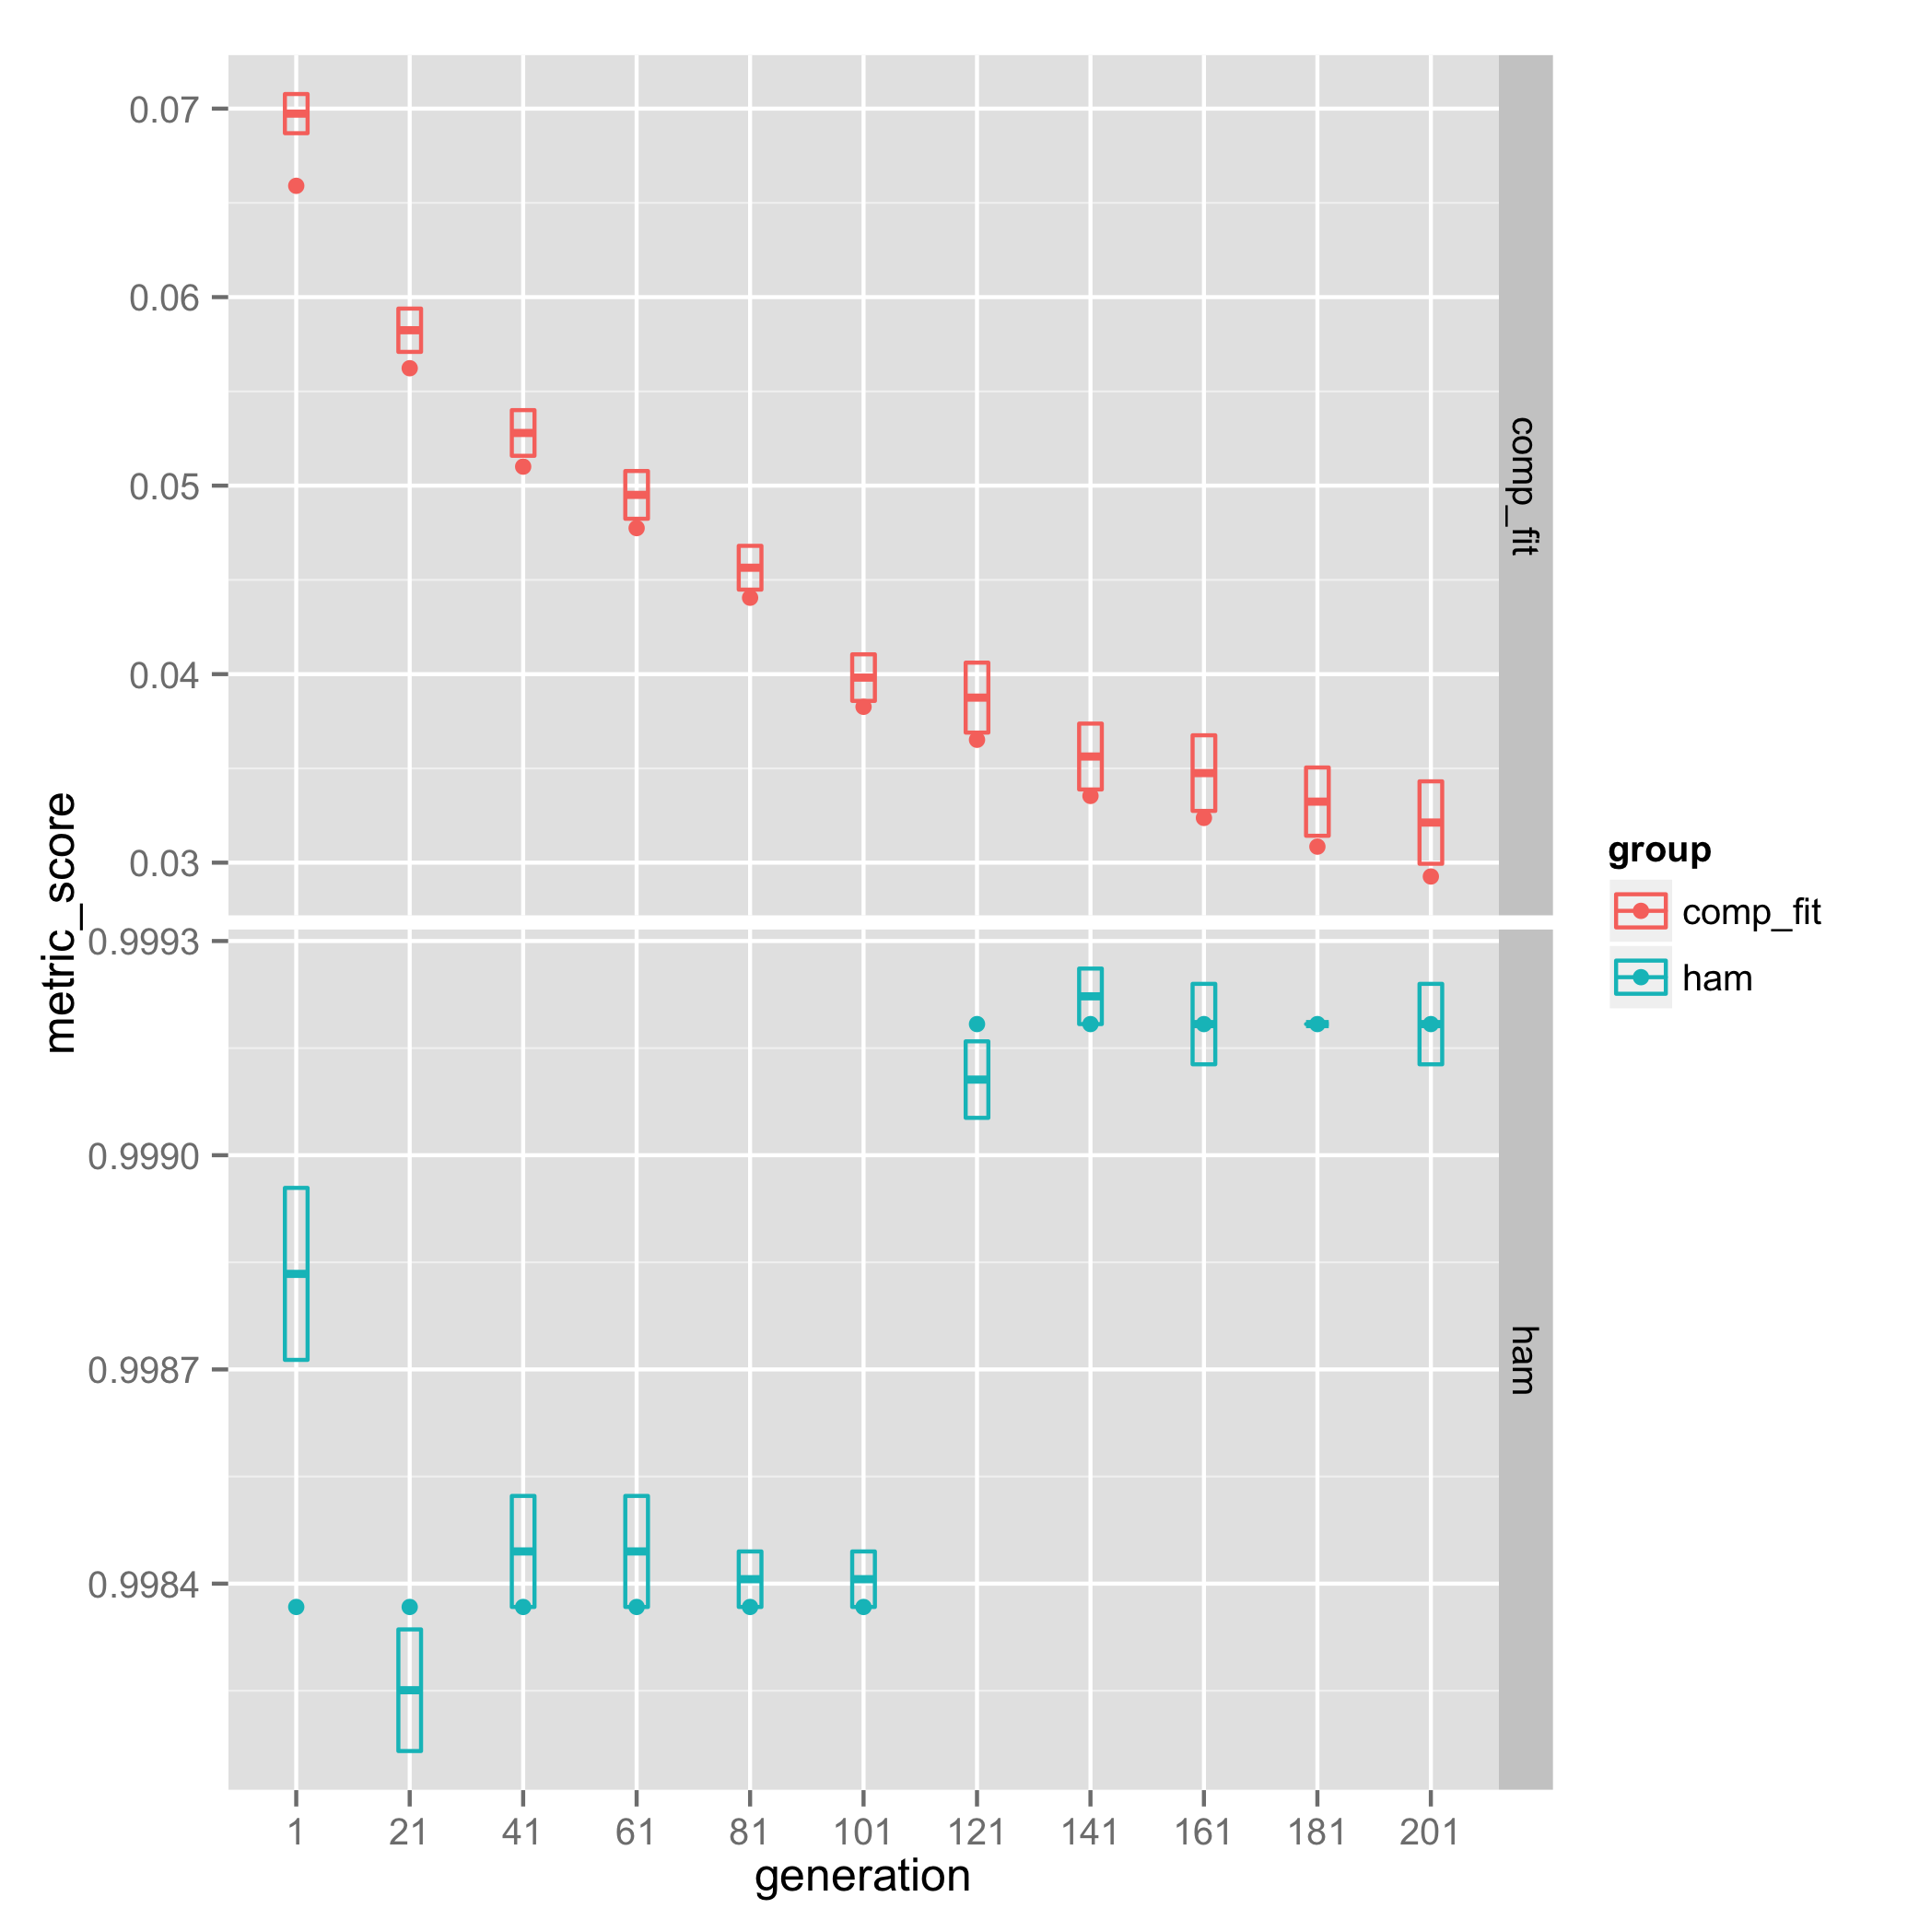 metric_score
0.07
0.06
0.05
0.04
0.03
comp_fit
0.9993
0.9990
0.9987
0.9984
ham
1 21 41 61 81 101 121 141 161 181 201
generation
group
comp_fit
ham